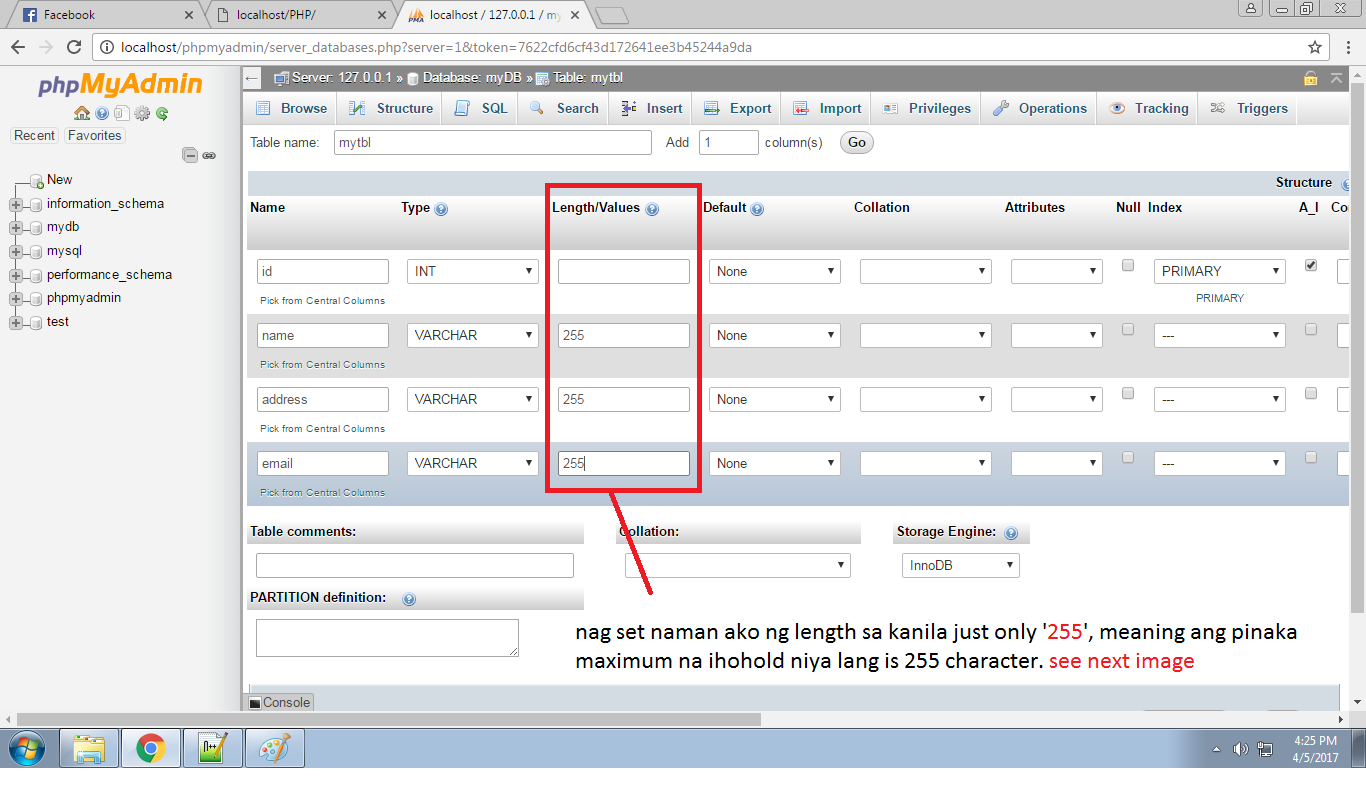 Facebook
localhost/PHP/
localhost / 127.0.0.1 / my
localhost/phpmyadmin/server_databases.php?server=1&token=7622cfd6cf43d172641ee3b45244a9da
phpMyAdmin
Recent Favorites
New
information_schema
mydb
mysql
performance_schema
phpmyadmin
test
Server: 127.0.0.1 » Database: myDB » Table: mytbl
Browse Structure SQL Search Insert Export Import Privileges Operations Tracking Triggers
Table name: mytbl Add 1 column(s) Go
Structure
Name Type Length/Values Default Collation Attributes Null Index A_I
id INT None PRIMARY
Pick from Central Columns PRIMARY
name VARCHAR 255 None ---
Pick from Central Columns
address VARCHAR 255 None ---
Pick from Central Columns
email VARCHAR 255 None ---
Pick from Central Columns
Table comments: Collation: Storage Engine:
InnoDB
PARTITION definition:
nag set naman ako ng length sa kanila just only '255', meaning ang pinaka
maximum na ihohold niya lang is 255 character. see next image
Console
4:25 PM
4/5/2017